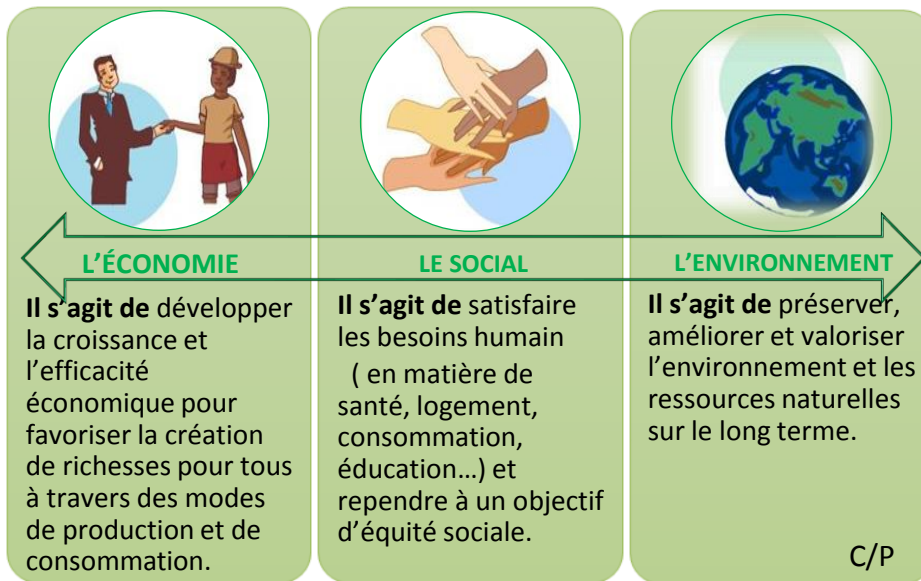 L'ÉCONOMIE
Il s'agit de développer
la croissance et
l'efficacité
économique pour
favoriser la création
de richesses pour tous
à travers des modes
de production et de
consommation.
LE SOCIAL
Il s'agit de satisfaire
les besoins humain
( en matière de
santé, logement,
consommation,
éducation…) et
rependre à un objectif
d'équité sociale.
L'ENVIRONNEMENT
Il s'agit de préserver,
améliorer et valoriser
l'environnement et les
ressources naturelles
sur le long terme.
C/P